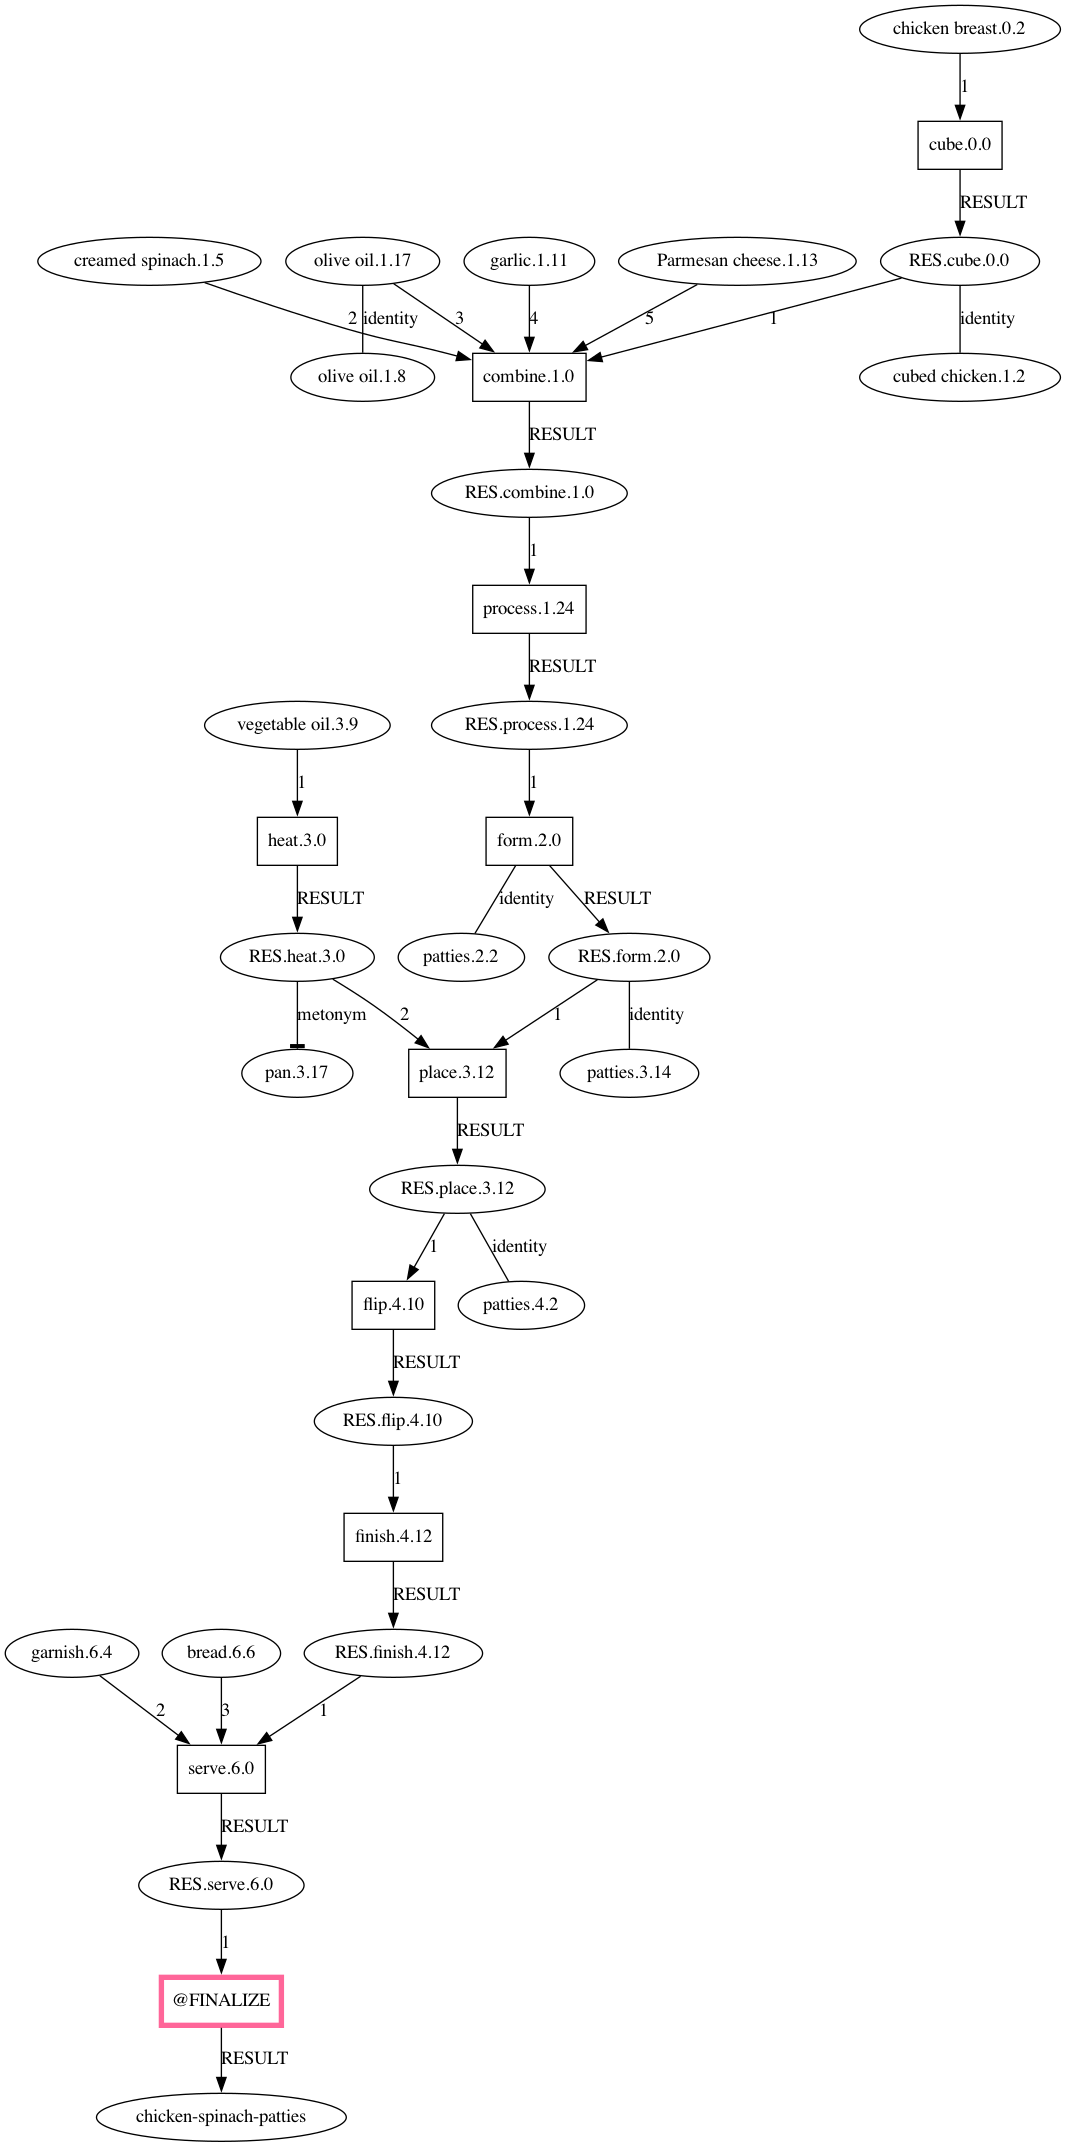 chicken breast.0.2
1
cube.0.0
RESULT
creamed spinach.1.5
olive oil.1.17
garlic.1.11
Parmesan cheese.1.13
RES.cube.0.0
2
identity
3
4
5
1
identity
olive oil.1.8
combine.1.0
cubed chicken.1.2
RESULT
RES.combine.1.0
1
process.1.24
RESULT
vegetable oil.3.9
RES.process.1.24
1
1
heat.3.0
form.2.0
RESULT
identity
RESULT
RES.heat.3.0
patties.2.2
RES.form.2.0
metonym
2
1
identity
pan.3.17
place.3.12
patties.3.14
RESULT
RES.place.3.12
1
identity
flip.4.10
patties.4.2
RESULT
RES.flip.4.10
1
finish.4.12
RESULT
garnish.6.4
bread.6.6
RES.finish.4.12
2
3
1
serve.6.0
RESULT
RES.serve.6.0
1
@FINALIZE
RESULT
chicken-spinach-patties